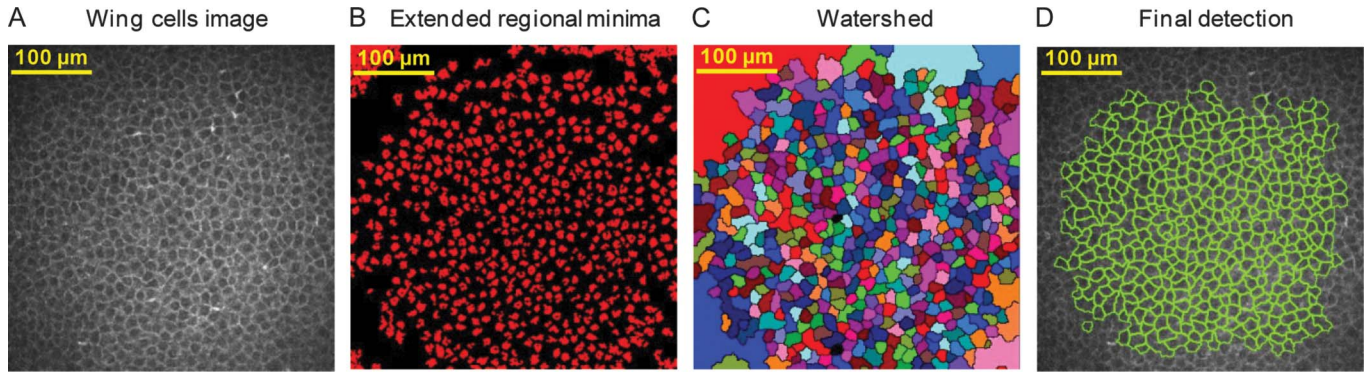 A Wing cells image
B Extended regional minima
C Watershed
D Final detection
100 µm
100 µm
100 µm
100 µm